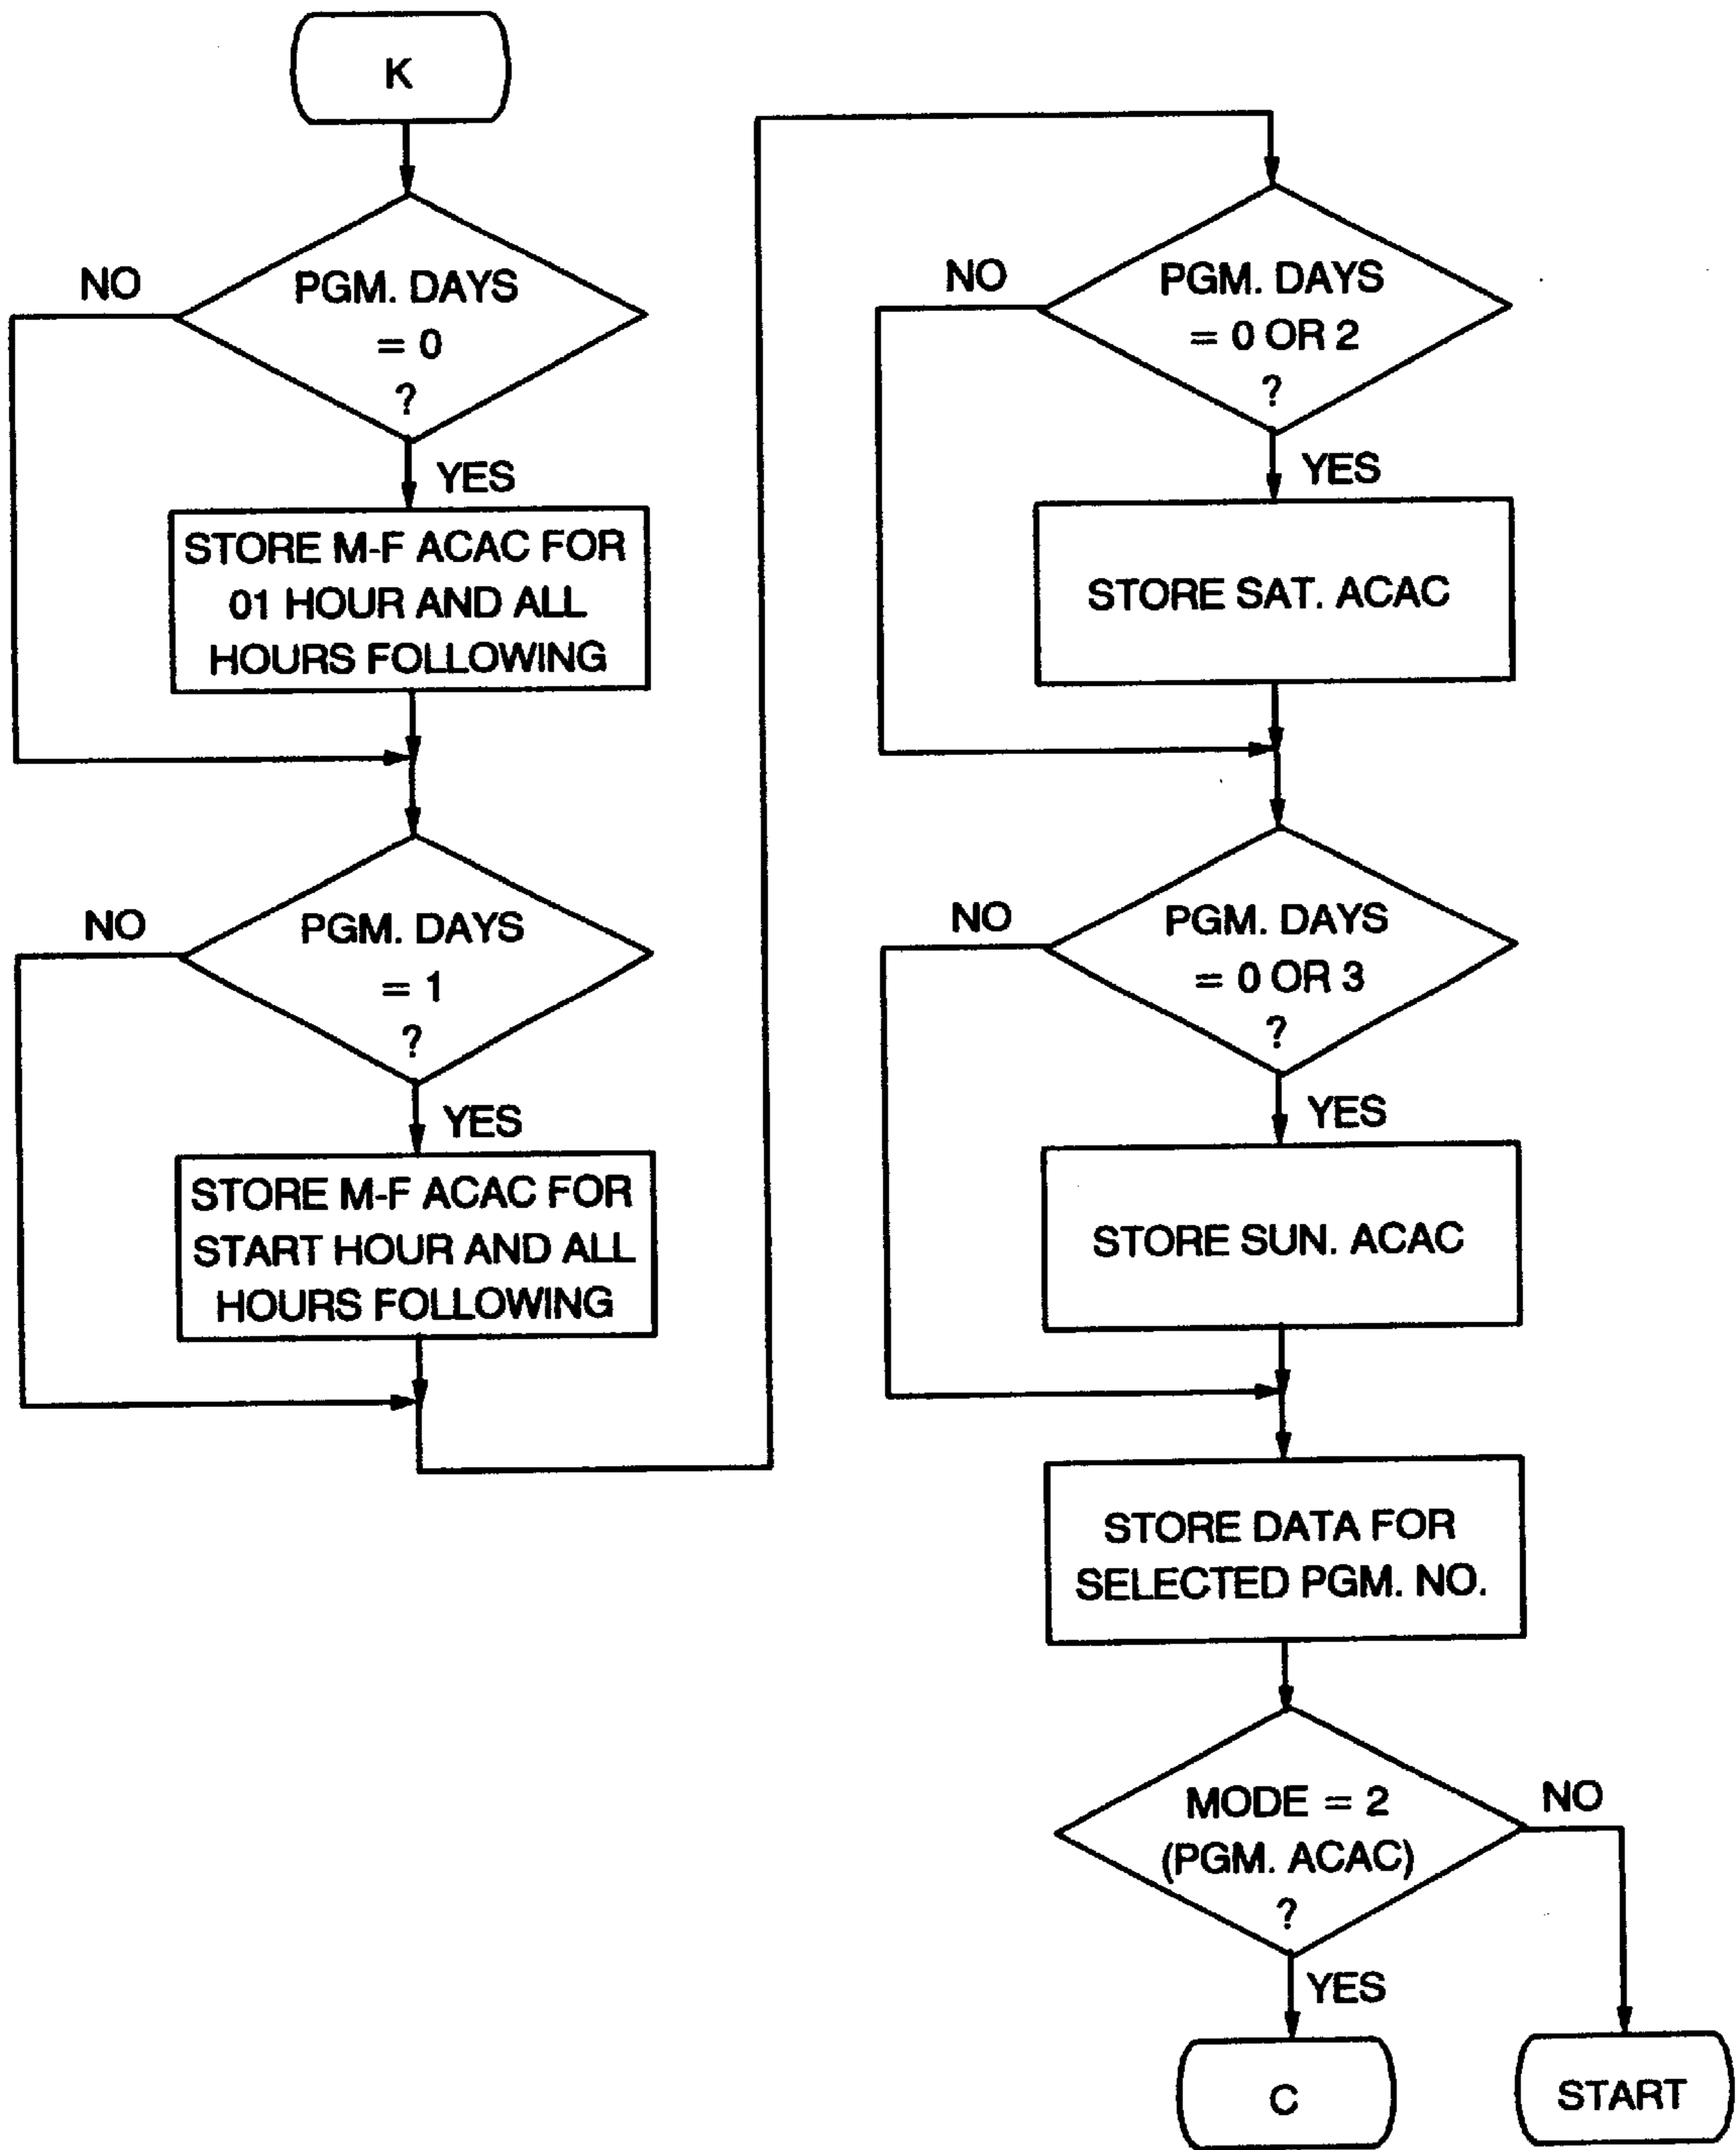 K
PGM. DAYS
= 0
?
NO
YES
STORE M-F ACAC FOR
01 HOUR AND ALL
HOURS FOLLOWING
PGM. DAYS
= 1
?
NO
YES
STORE M-F ACAC FOR
START HOUR AND ALL
HOURS FOLLOWING
PGM. DAYS
= 0 OR 2
?
NO
YES
STORE SAT. ACAC
PGM. DAYS
= 0 OR 3
?
NO
YES
STORE SUN. ACAC
STORE DATA FOR
SELECTED PGM. NO.
MODE = 2
(PGM. ACAC)
?
NO
YES
C
START